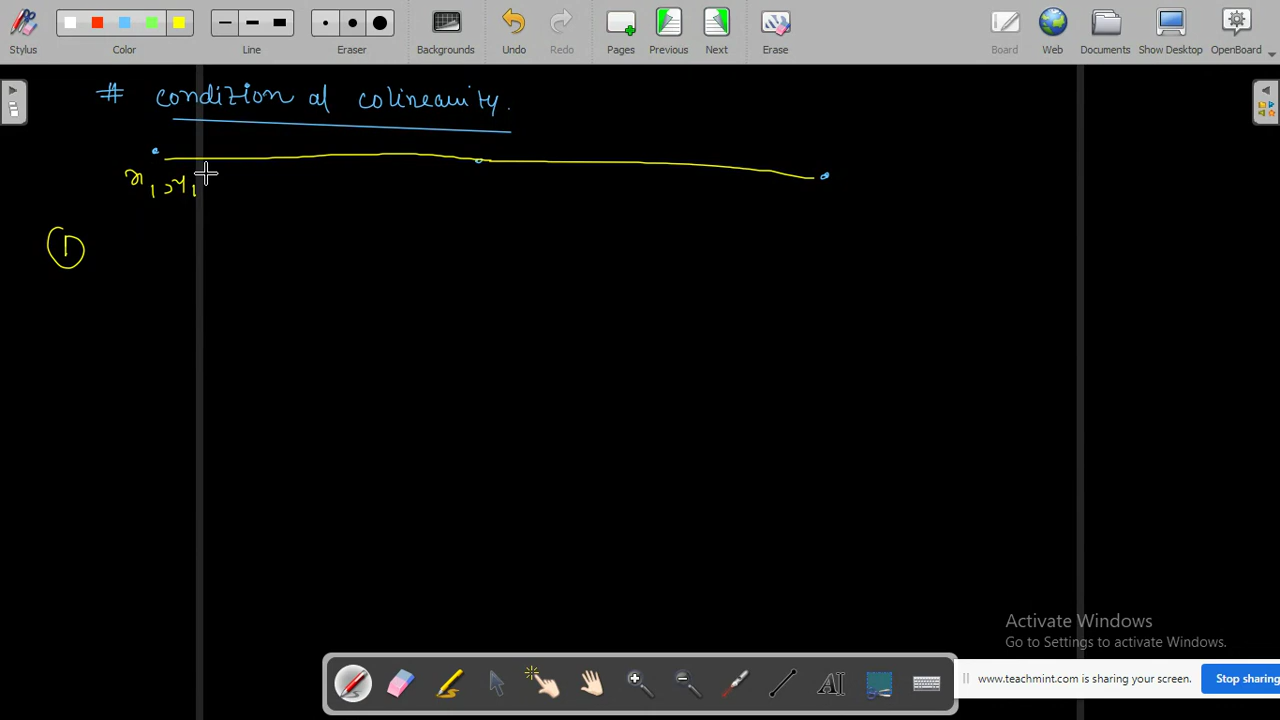 Stylus Color Line Eraser Backgrounds Undo Redo Pages Previous Next Erase Board Web Documents Show Desktop OpenBoard
# condition of colinearity.
x1, y1
1
Activate Windows
Go to Settings to activate Windows.
www.teachmint.com is sharing your screen. Stop sharing